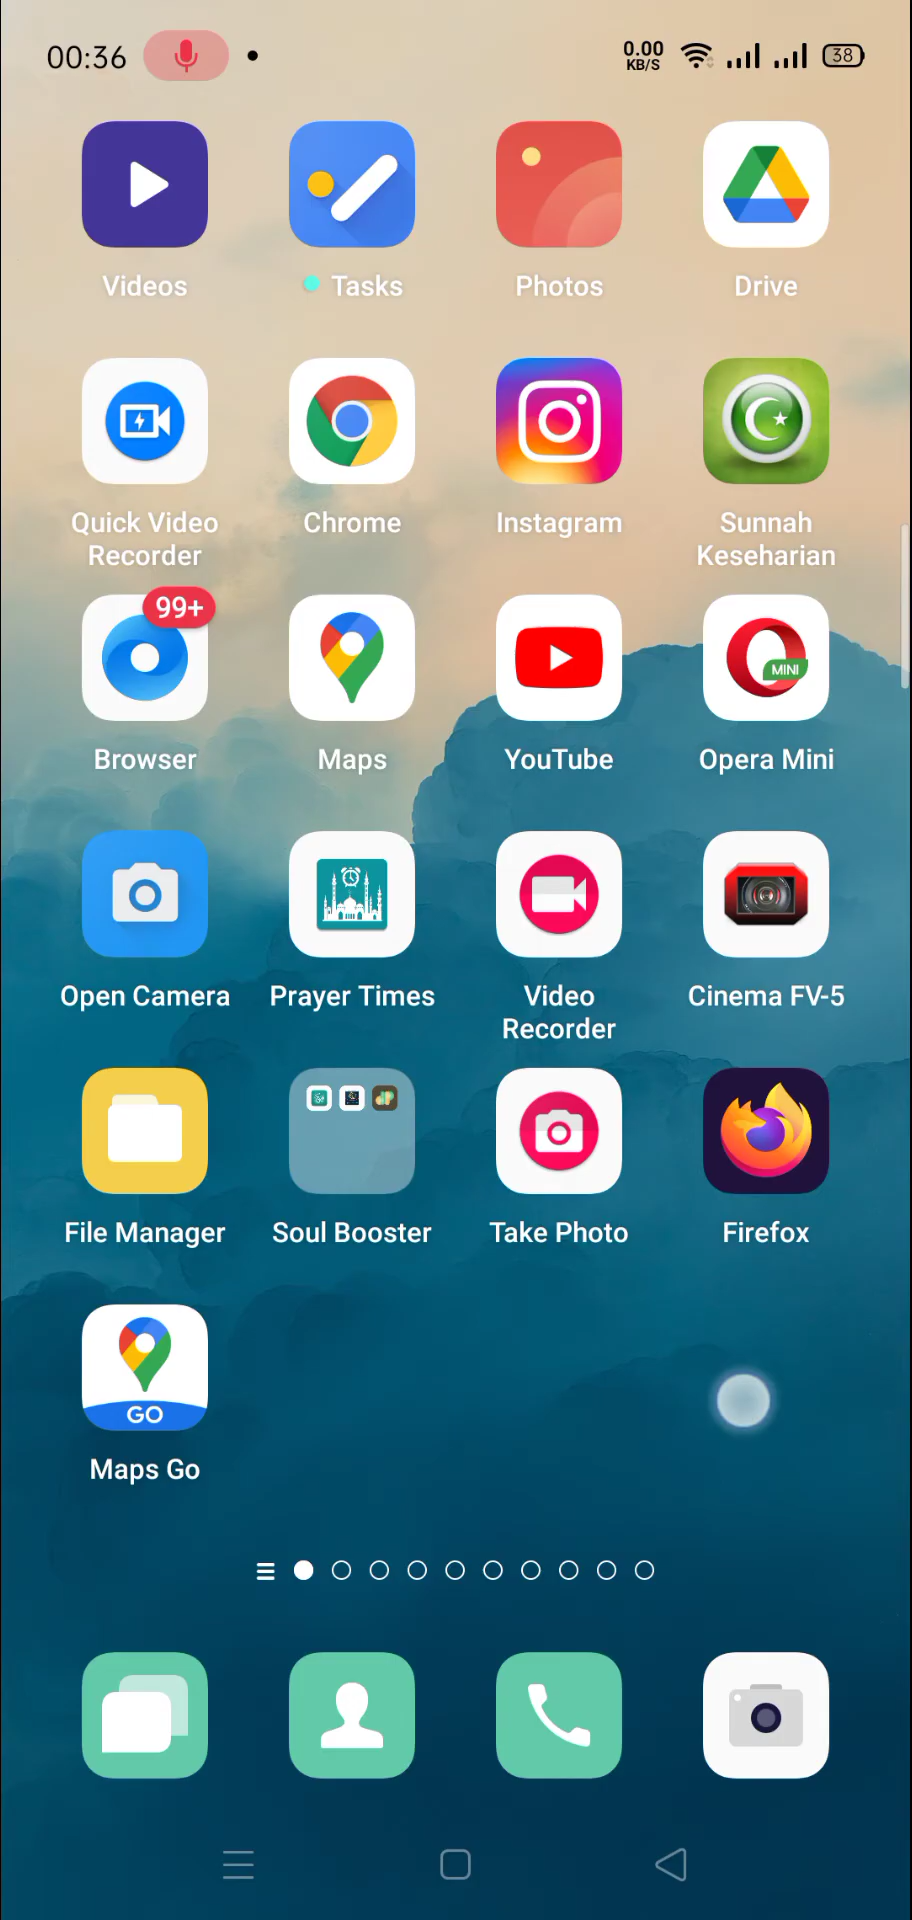 00:36
0.00
KB/S
38
Videos
Tasks
Photos
Drive
Quick Video
Recorder
Chrome
Instagram
Sunnah
Keseharian
99+
MINI
Browser
Maps
YouTube
Opera Mini
Open Camera
Prayer Times
Video
Recorder
Cinema FV-5
File Manager
Soul Booster
Take Photo
Firefox
GO
Maps Go